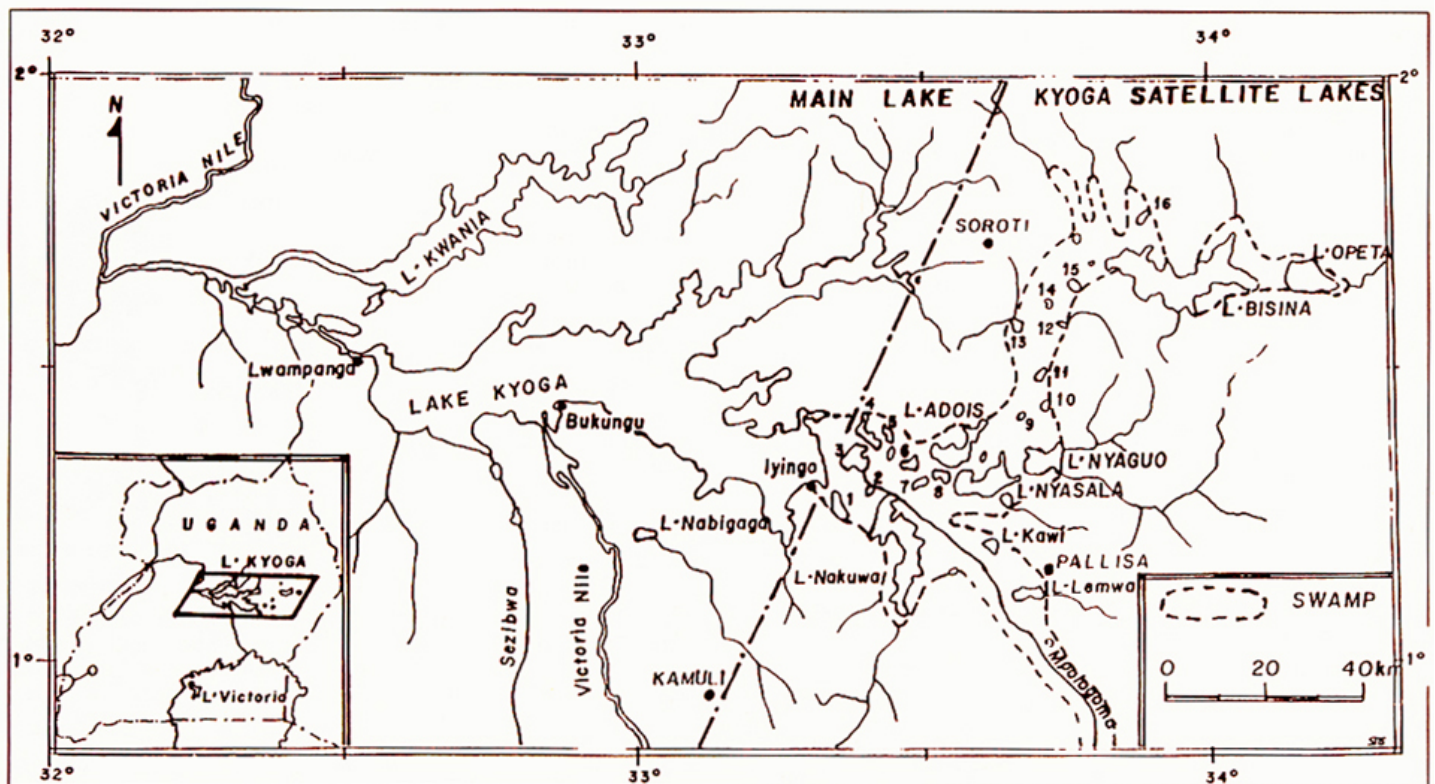 32°
33°
34°
2°
2°
N
MAIN LAKE
KYOGA SATELLITE LAKES
VICTORIA NILE
L·KWANIA
SOROTI
16
L·OPETA
15
14
L·BISINA
12
13
Lwampanga
11
LAKE KYOGA
10
4
L·ADOIS
9
Bukungu
5
3
6
L·NYAGUO
Iyingo
2
7
8
1
L·NYASALA
L·Nabigaga
L·Kawi
UGANDA
L·KYOGA
PALLISA
L·Nakuwa
L·Lemwa
SWAMP
Sezibwa
Victoria Nile
Mpologoma
0 20 40km
1°
1°
L·Victoria
KAMULI
32°
33°
34°